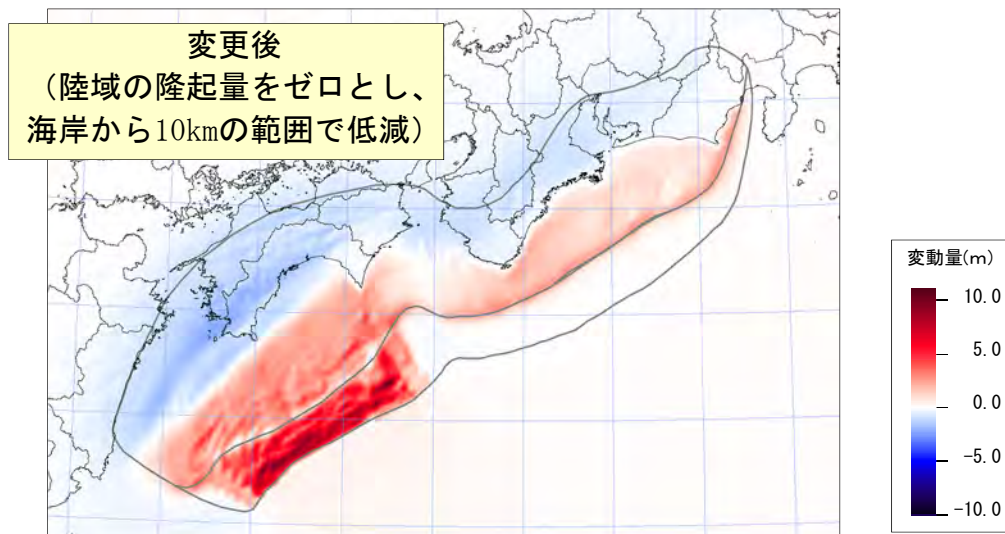 変更後
（陸域の隆起量をゼロとし、
海岸から10kmの範囲で低減）
変動量(m)
10.0
5.0
0.0
-5.0
-10.0